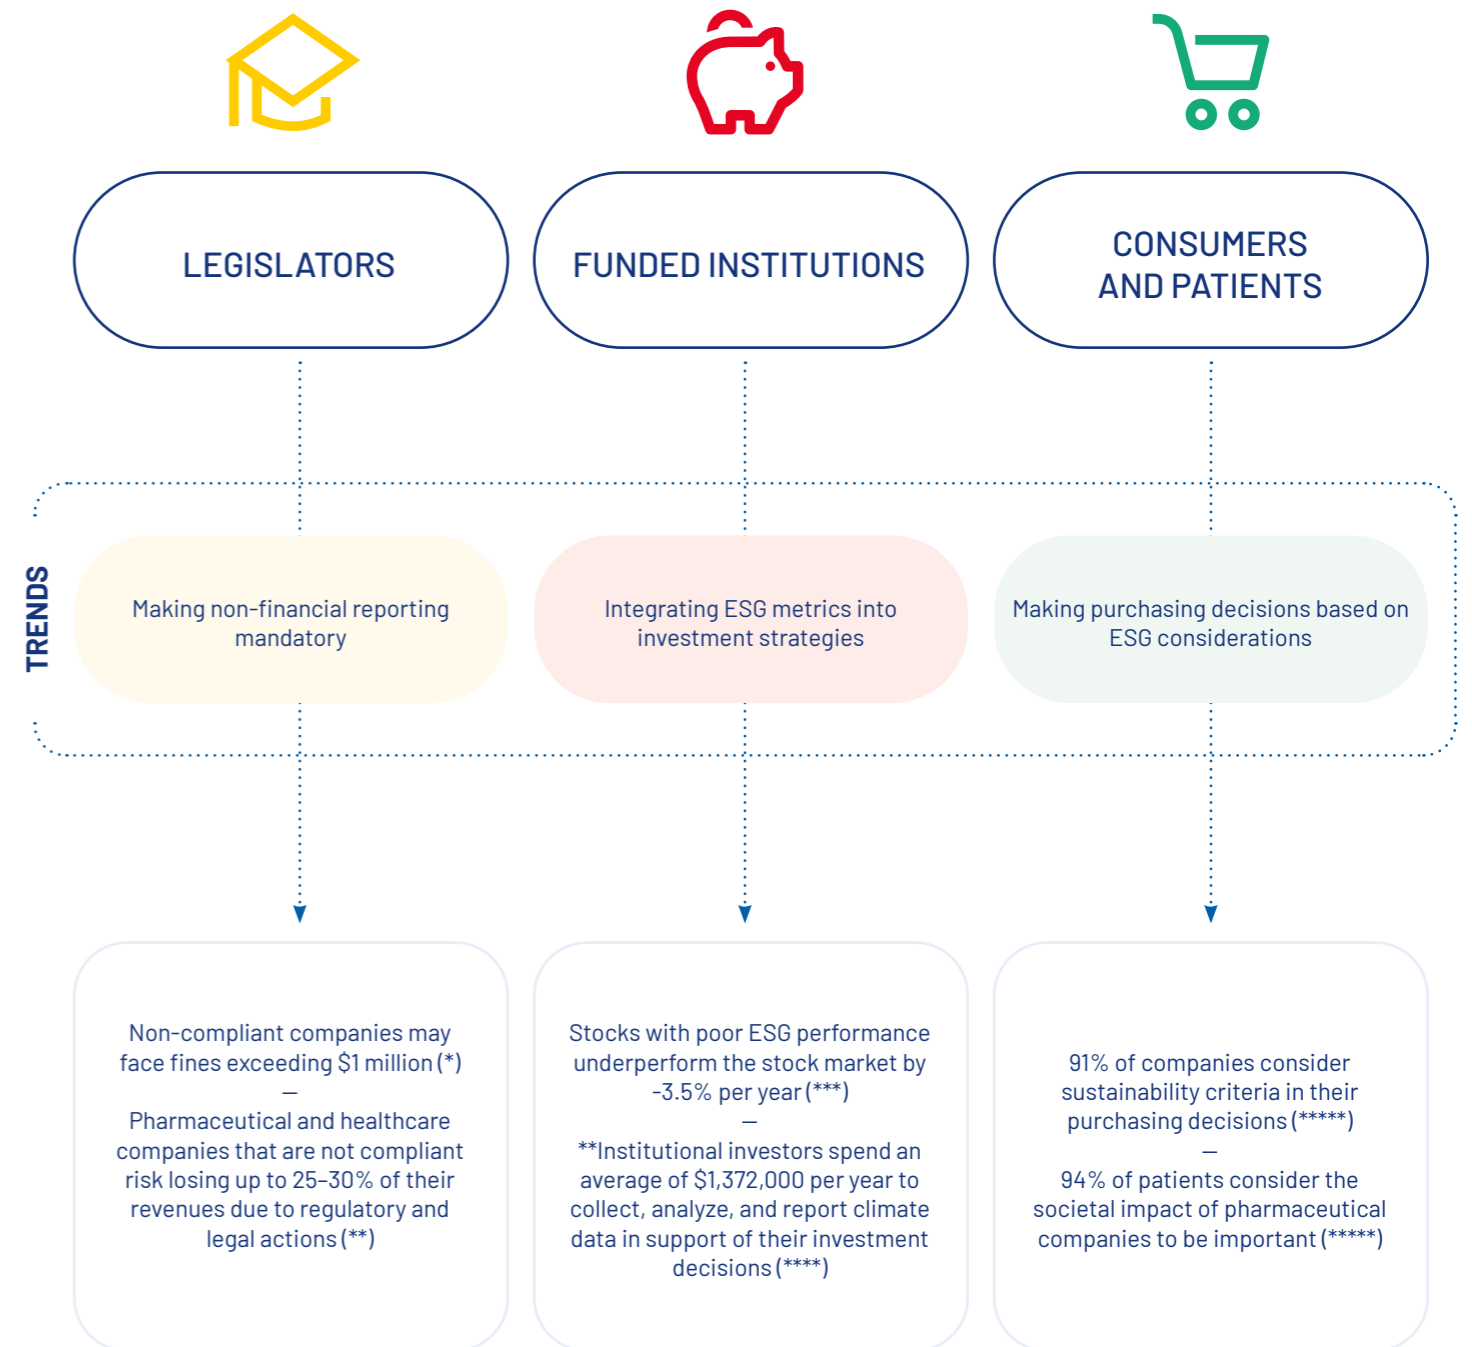 LEGISLATORS
FUNDED INSTITUTIONS
CONSUMERS
AND PATIENTS
TRENDS
Making non-financial reporting
mandatory
Integrating ESG metrics into
investment strategies
Making purchasing decisions based on
ESG considerations
Non-compliant companies may
face fines exceeding $1 million (*)
—
Pharmaceutical and healthcare
companies that are not compliant
risk losing up to 25–30% of their
revenues due to regulatory and
legal actions (**)
Stocks with poor ESG performance
underperform the stock market by
-3.5% per year (***)
—
**Institutional investors spend an
average of $1,372,000 per year to
collect, analyze, and report climate
data in support of their investment
decisions (****)
91% of companies consider
sustainability criteria in their
purchasing decisions (*****)
—
94% of patients consider the
societal impact of pharmaceutical
companies to be important (*****)